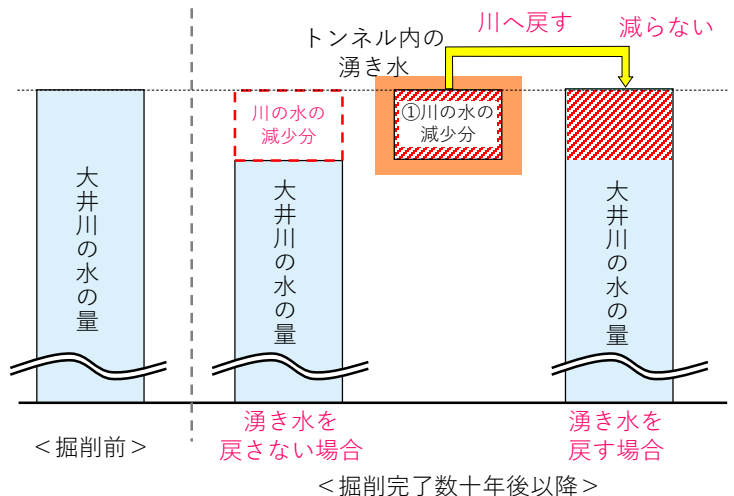 トンネル内の
湧き水
川へ戻す
減らない
川の水の
減少分
①川の水の
減少分
大井川の水の量
大井川の水の量
大井川の水の量
湧き水を
戻さない場合
湧き水を
戻す場合
＜掘削前＞
＜掘削完了数十年後以降＞